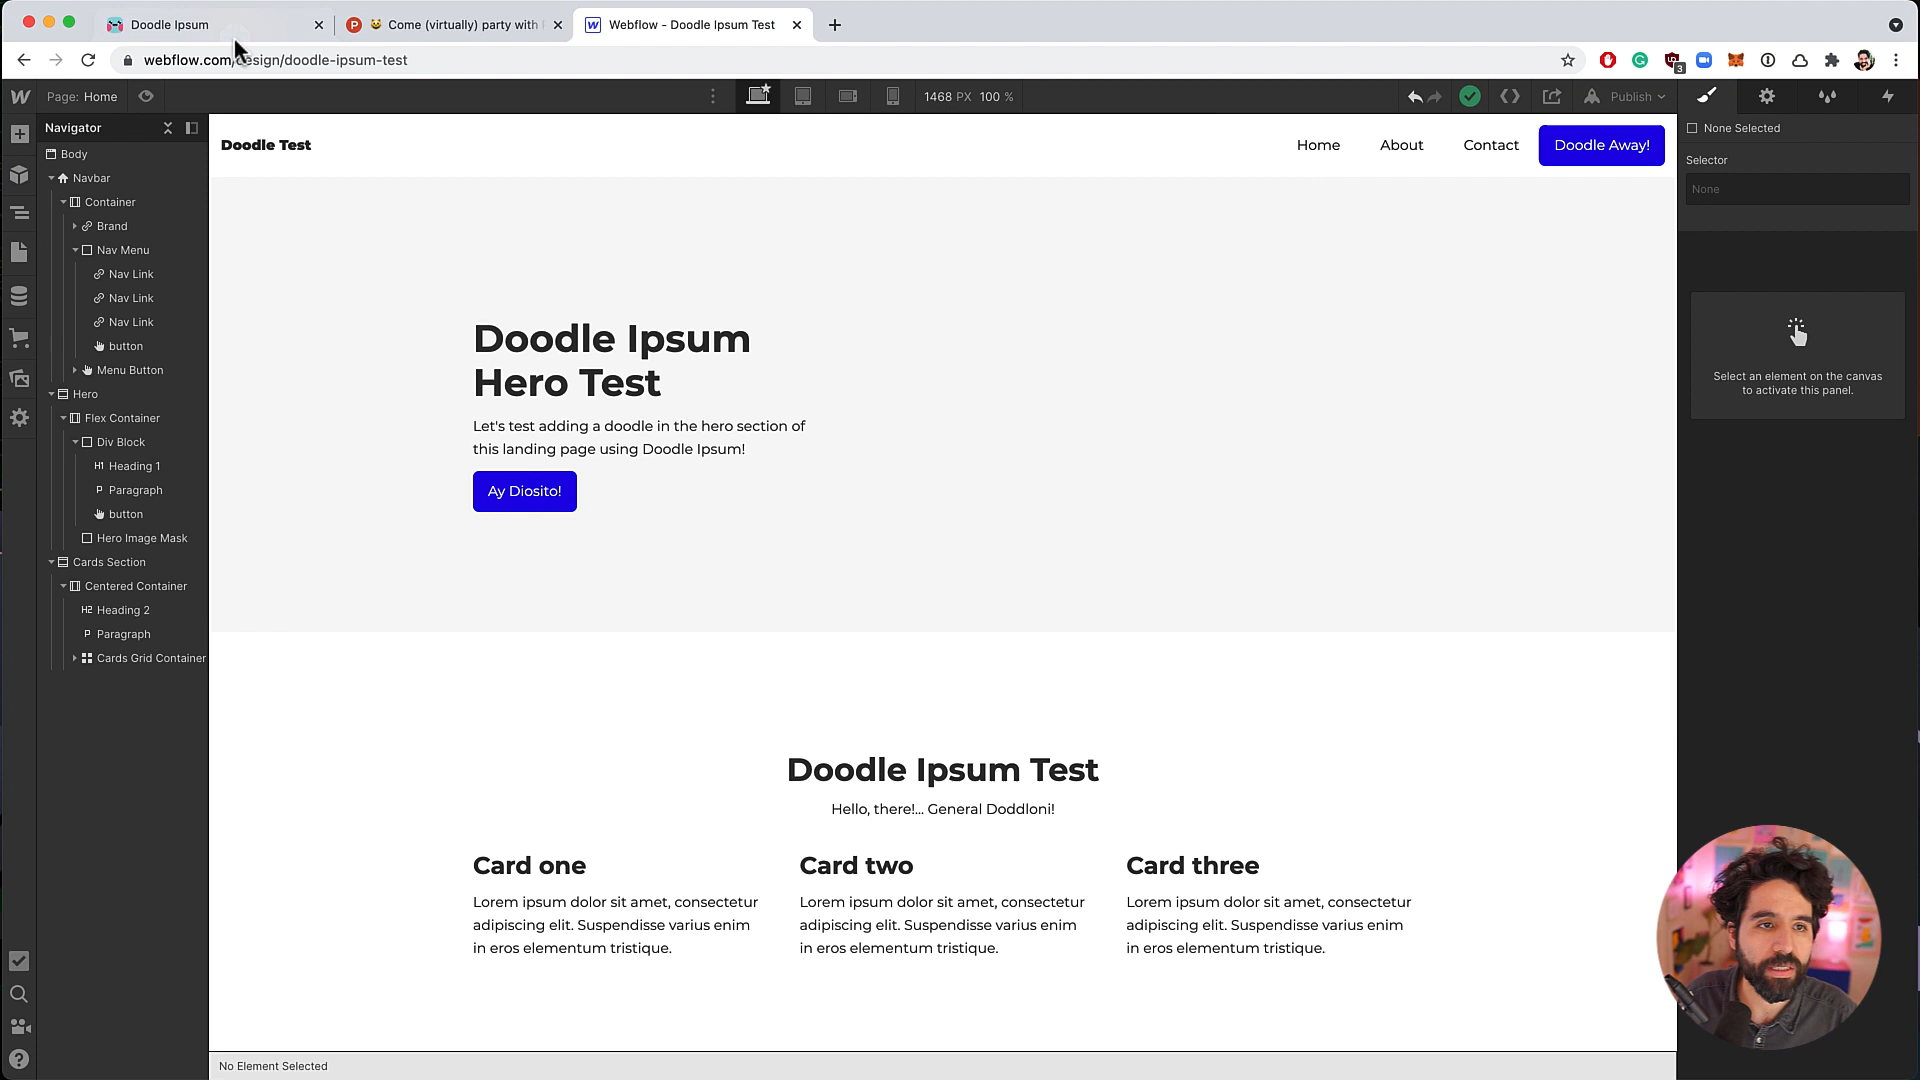 Doodle Ipsum
😺 Come (virtually) party with
Webflow - Doodle Ipsum Test
webflow.com/design/doodle-ipsum-test
3
Page: Home
1468 PX 100 %
Publish
Navigator
Body
Navbar
Container
Brand
Nav Menu
Nav Link
Nav Link
Nav Link
button
Menu Button
Hero
Flex Container
Div Block
H1 Heading 1
P Paragraph
button
Hero Image Mask
Cards Section
Centered Container
H2 Heading 2
P Paragraph
Cards Grid Container
Doodle Test
Home About Contact Doodle Away!
Doodle Ipsum
Hero Test
Let's test adding a doodle in the hero section of
this landing page using Doodle Ipsum!
Ay Diosito!
Doodle Ipsum Test
Hello, there!... General Doddloni!
Card one
Lorem ipsum dolor sit amet, consectetur
adipiscing elit. Suspendisse varius enim
in eros elementum tristique.
Card two
Lorem ipsum dolor sit amet, consectetur
adipiscing elit. Suspendisse varius enim
in eros elementum tristique.
Card three
Lorem ipsum dolor sit amet, consectetur
adipiscing elit. Suspendisse varius enim
in eros elementum tristique.
None Selected
Selector
None
Select an element on the canvas
to activate this panel.
No Element Selected